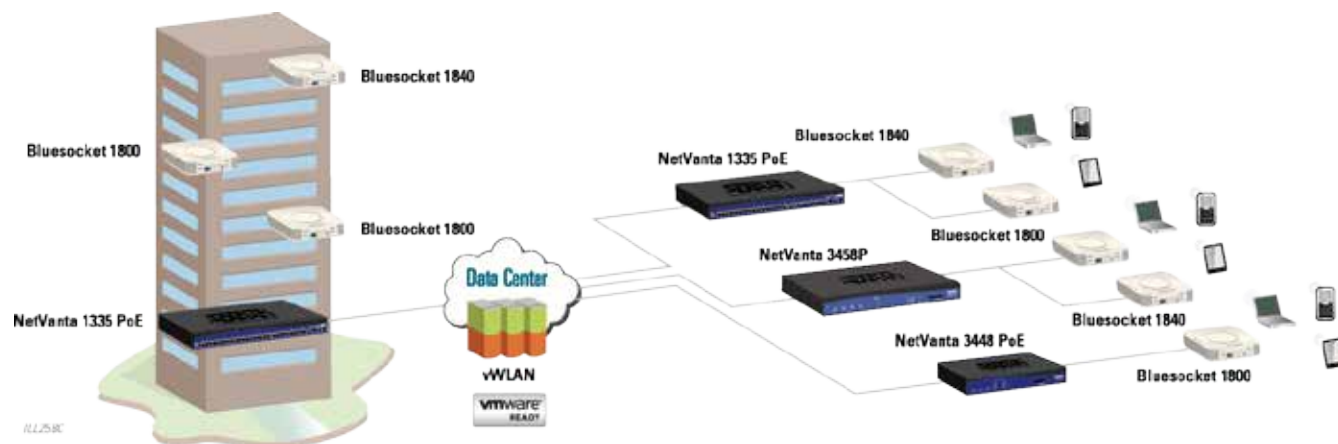 Bluesocket 1840
Bluesocket 1800
Bluesocket 1800
NetVanta 1335 PoE
Data Center
vWLAN
vmware
READY
NetVanta 1335 PoE
Bluesocket 1840
Bluesocket 1800
NetVanta 3458P
Bluesocket 1840
NetVanta 3448 PoE
Bluesocket 1800